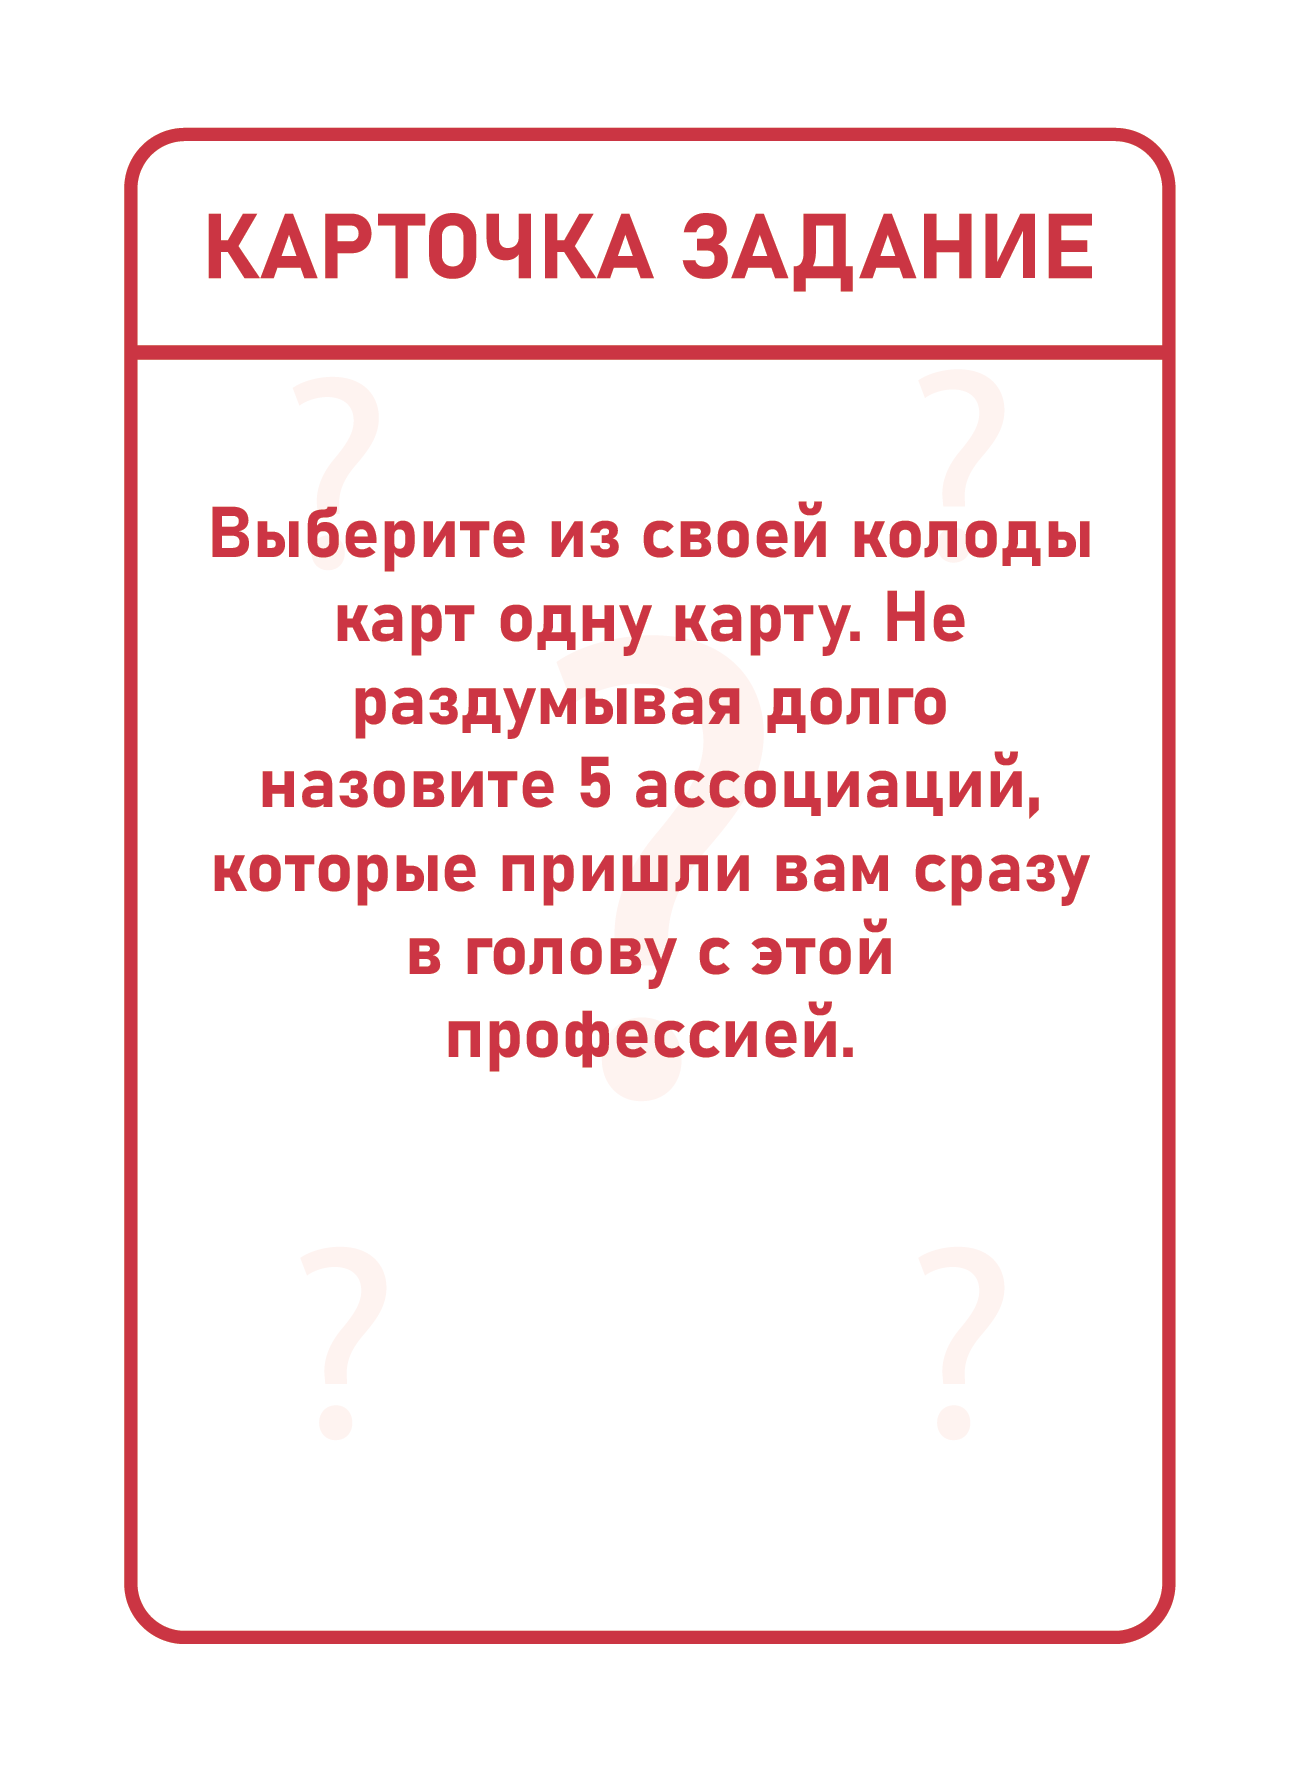 КАРТОЧКА ЗАДАНИЕ
?
?
Выберите из своей колоды
карт одну карту. Не
раздумывая долго
назовите 5 ассоциаций,
которые пришли вам сразу
в голову с этой
профессией.
?
?
?